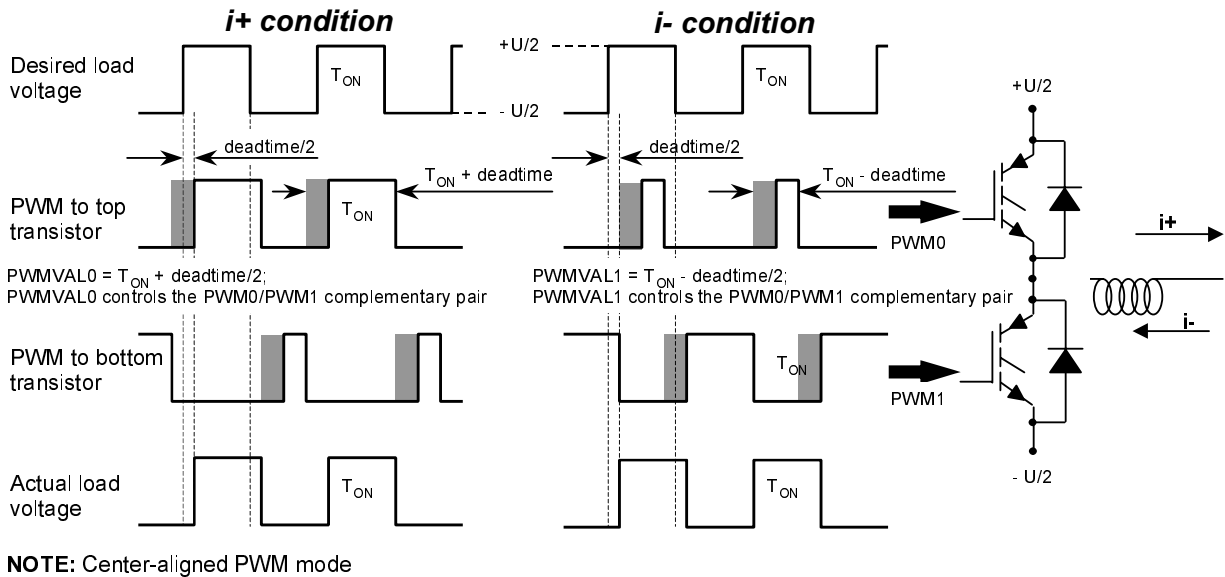 i+ condition
i- condition
Desired load
voltage
T_ON
+U/2
- U/2
T_ON
+U/2
deadtime/2
deadtime/2
PWM to top
transistor
T_ON
T_ON + deadtime
T_ON - deadtime
PWM0
i+
PWMVAL0 = T_ON + deadtime/2;
PWMVAL0 controls the PWM0/PWM1 complementary pair
PWMVAL1 = T_ON - deadtime/2;
PWMVAL1 controls the PWM0/PWM1 complementary pair
i-
PWM to bottom
transistor
T_ON
PWM1
Actual load
voltage
T_ON
T_ON
- U/2
NOTE: Center-aligned PWM mode